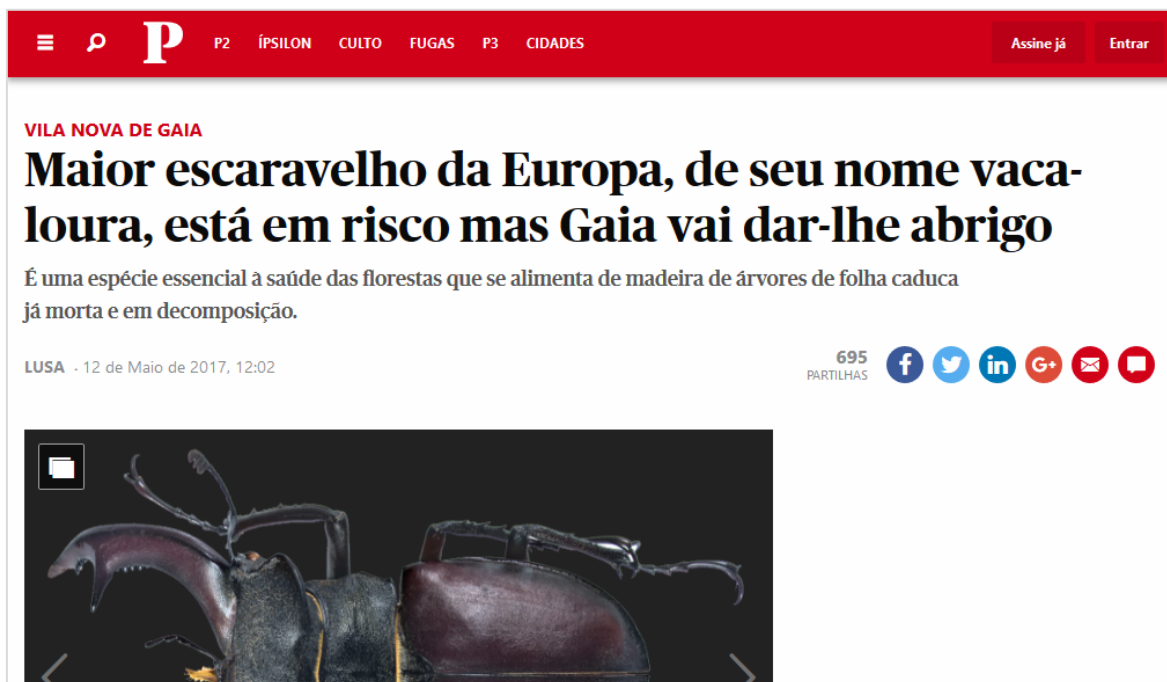 P P2 ÍPSILON CULTO FUGAS P3 CIDADES Assine já Entrar
VILA NOVA DE GAIA
Maior escaravelho da Europa, de seu nome vaca-
loura, está em risco mas Gaia vai dar-lhe abrigo
É uma espécie essencial à saúde das florestas que se alimenta de madeira de árvores de folha caduca
já morta e em decomposição.
LUSA · 12 de Maio de 2017, 12:02
695
PARTILHAS
f in G+